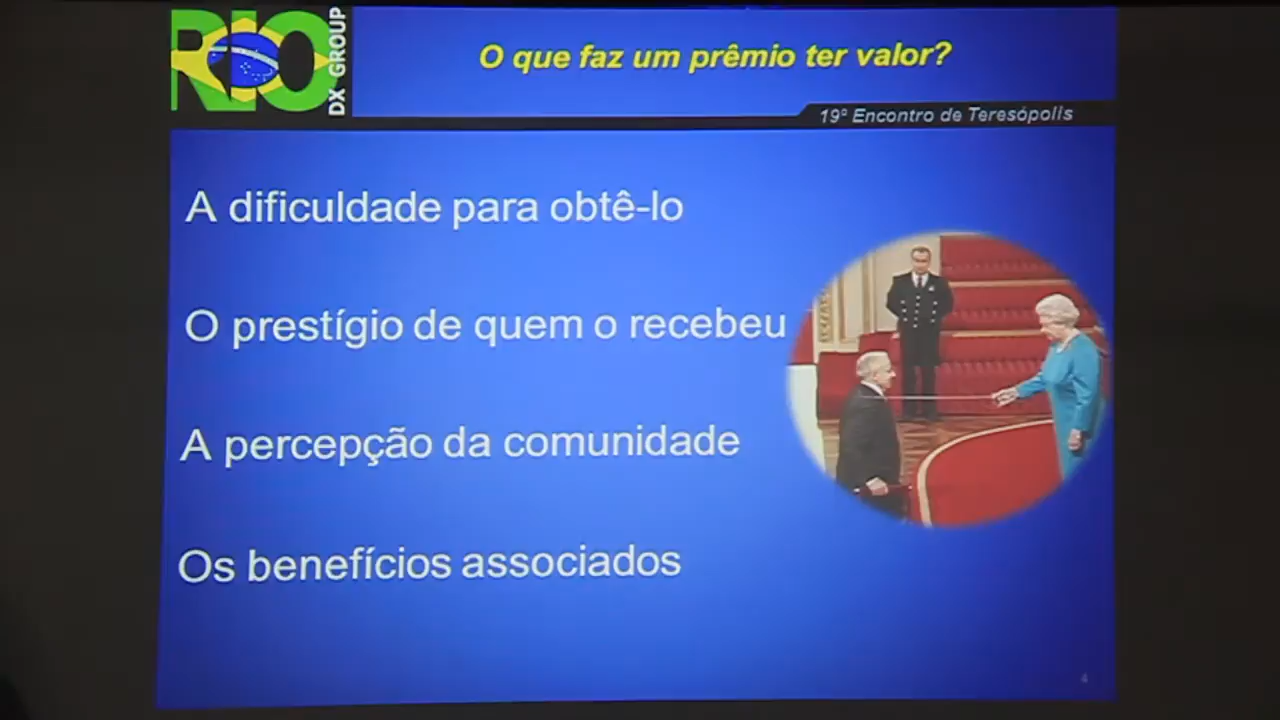 RIO
DX GROUP
O que faz um prêmio ter valor?
19º Encontro de Teresópolis
A dificuldade para obtê-lo
O prestígio de quem o recebeu
A percepção da comunidade
Os benefícios associados
4